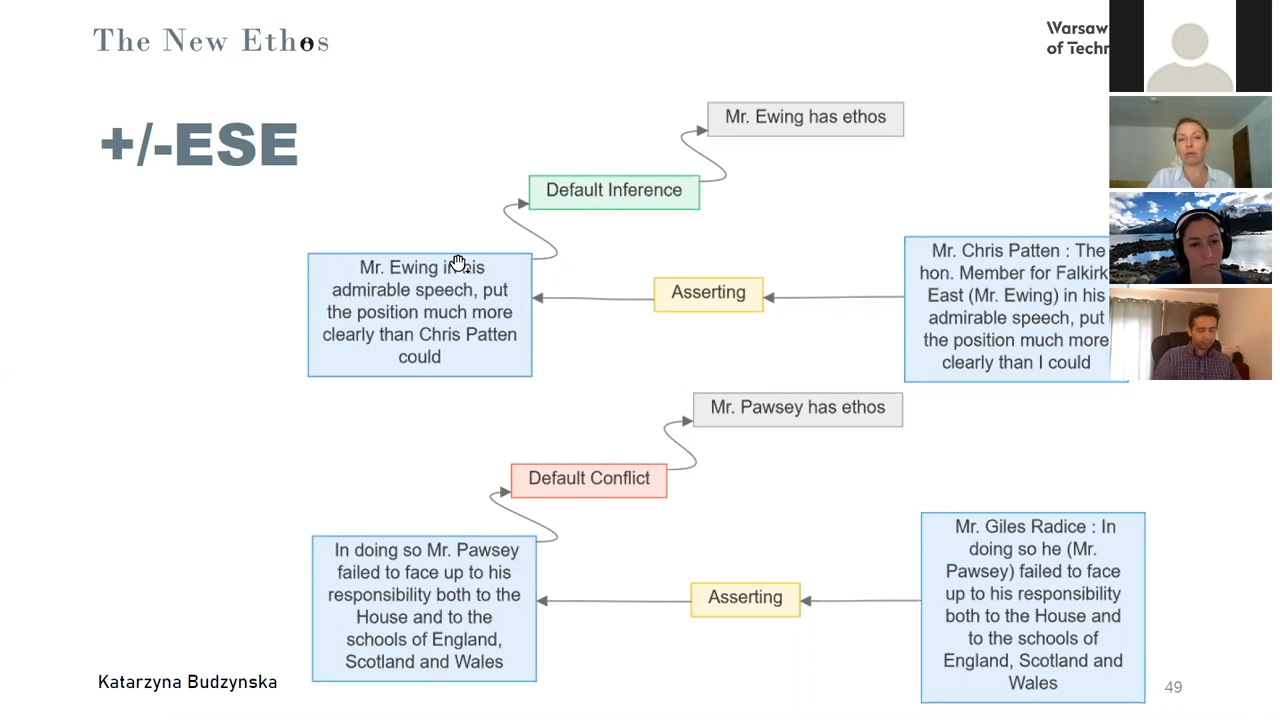 The New Ethos
Warsaw
of Techn
+/-ESE
Mr. Ewing has ethos
Default Inference
Mr. Ewing in his
admirable speech, put
the position much more
clearly than Chris Patten
could
Asserting
Mr. Chris Patten : The
hon. Member for Falkirk
East (Mr. Ewing) in his
admirable speech, put
the position much more
clearly than I could
Mr. Pawsey has ethos
Default Conflict
In doing so Mr. Pawsey
failed to face up to his
responsibility both to the
House and to the
schools of England,
Scotland and Wales
Asserting
Mr. Giles Radice : In
doing so he (Mr.
Pawsey) failed to face
up to his responsibility
both to the House and
to the schools of
England, Scotland and
Wales
Katarzyna Budzynska
49